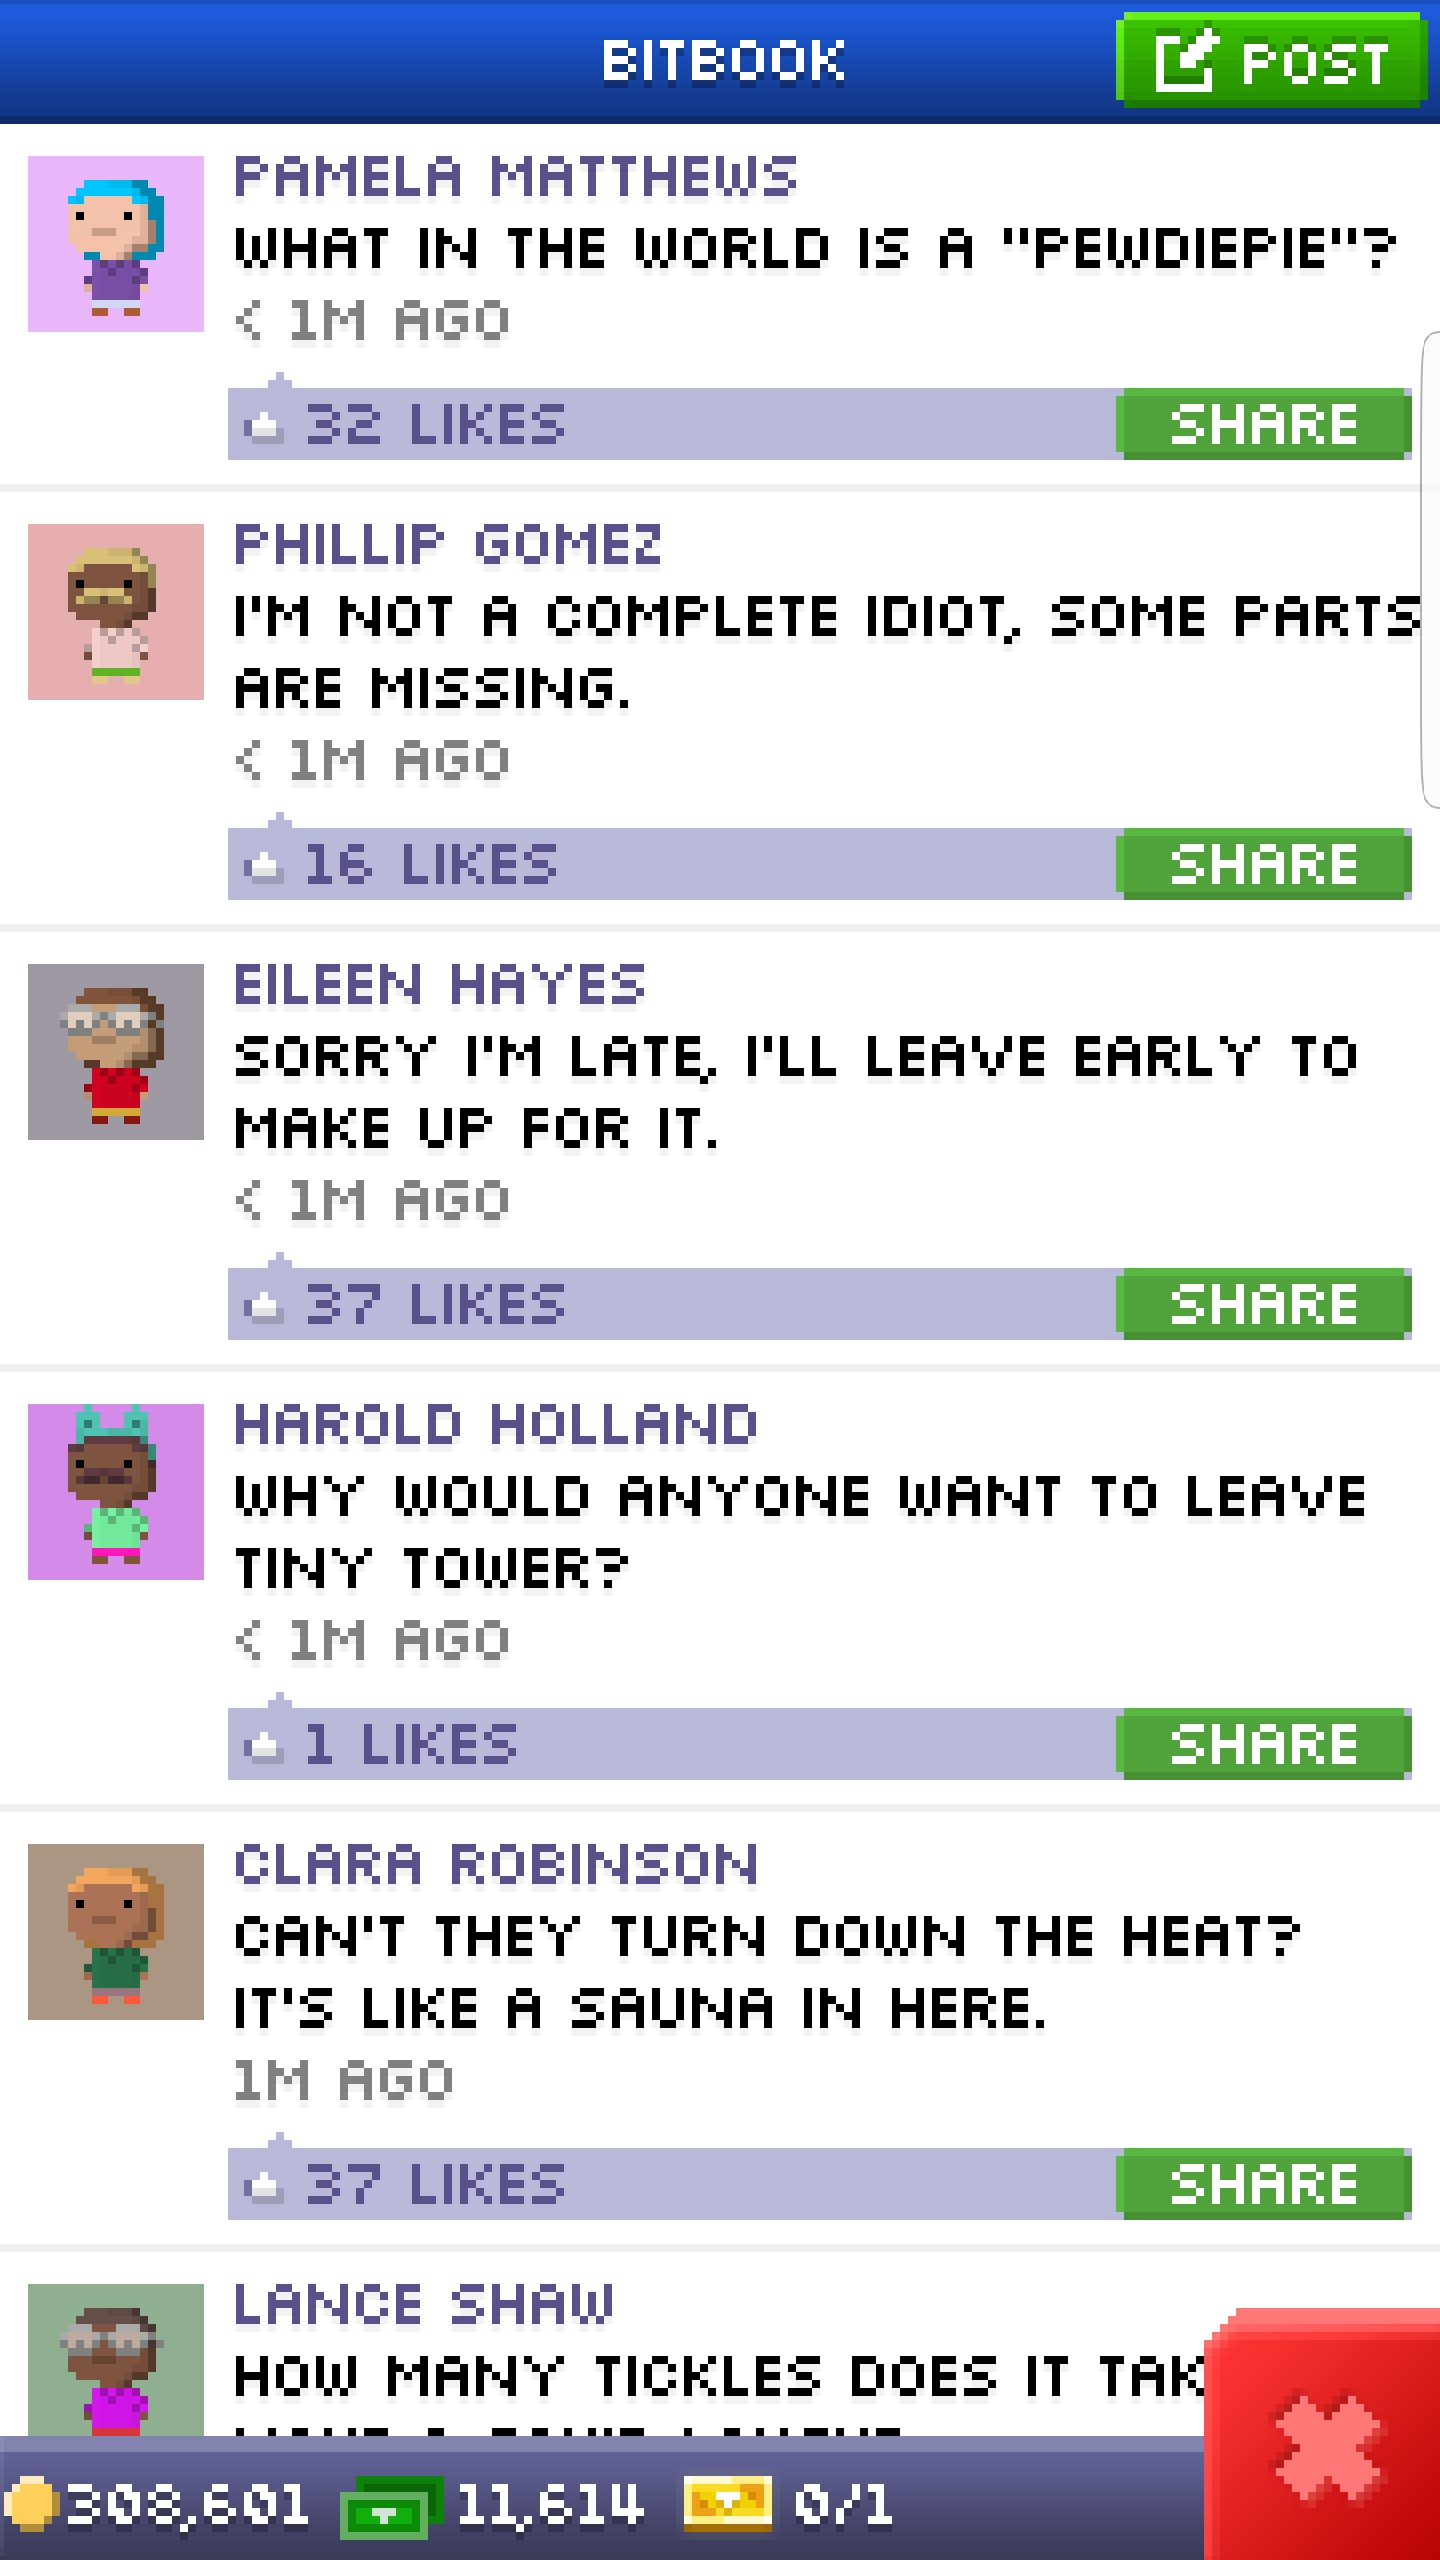 BITBOOK
POST
PAMELA MATTHEWS
WHAT IN THE WORLD IS A "PEWDIEPIE"?
< 1M AGO
32 LIKES
SHARE
PHILLIP GOMEZ
I'M NOT A COMPLETE IDIOT, SOME PARTS
ARE MISSING.
< 1M AGO
16 LIKES
SHARE
EILEEN HAYES
SORRY I'M LATE, I'LL LEAVE EARLY TO
MAKE UP FOR IT.
< 1M AGO
37 LIKES
SHARE
HAROLD HOLLAND
WHY WOULD ANYONE WANT TO LEAVE
TINY TOWER?
< 1M AGO
1 LIKES
SHARE
CLARA ROBINSON
CAN'T THEY TURN DOWN THE HEAT?
IT'S LIKE A SAUNA IN HERE.
1M AGO
37 LIKES
SHARE
LANCE SHAW
HOW MANY TICKLES DOES IT
308,601
11,614
0/1